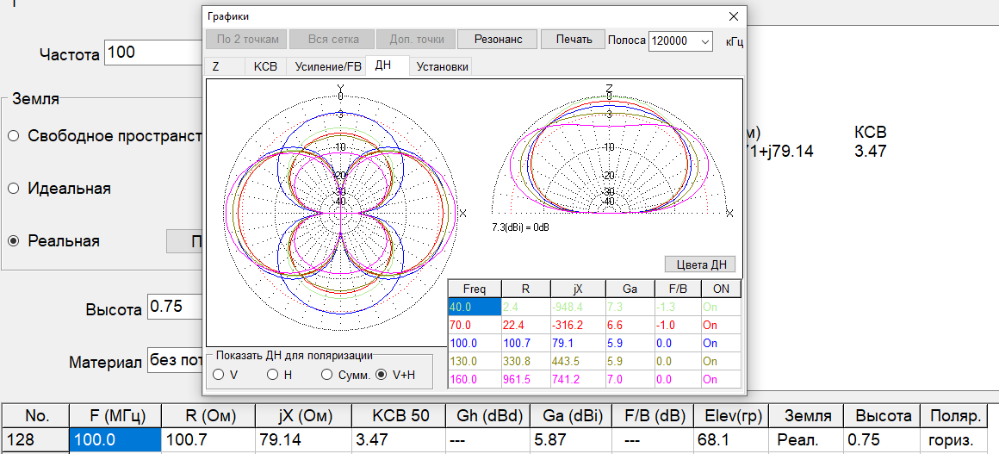 Графики
По 2 точкам Вся сетка Доп. точки Резонанс Печать Полоса 120000 кГц
Частота 100
Z КСВ Усиление/FB ДН Установки
Земля
Y
0
-3
-10
-20
-30
-40
X
Z
0
-3
-10
-20
-30
-40
X
7.3(dBi) = 0dB
м) КСВ
71+j79.14 3.47
Свободное пространст
Идеальная
Реальная П
Цвета ДН
Высота 0.75
Материал без пот
Freq R jX Ga F/B ON
40.0 2.4 -948.4 7.3 -1.3 On
70.0 22.4 -316.2 6.6 -1.0 On
100.0 100.7 79.1 5.9 0.0 On
130.0 330.8 443.5 5.9 0.0 On
160.0 961.5 741.2 7.0 0.0 On
Показать ДН для поляризации
V H Сумм. V+H
No. F (МГц) R (Ом) jX (Ом) КСВ 50 Gh (dBd) Ga (dBi) F/B (dB) Elev(гр) Земля Высота Поляр.
128 100.0 100.7 79.14 3.47 --- 5.87 --- 68.1 Реал. 0.75 гориз.